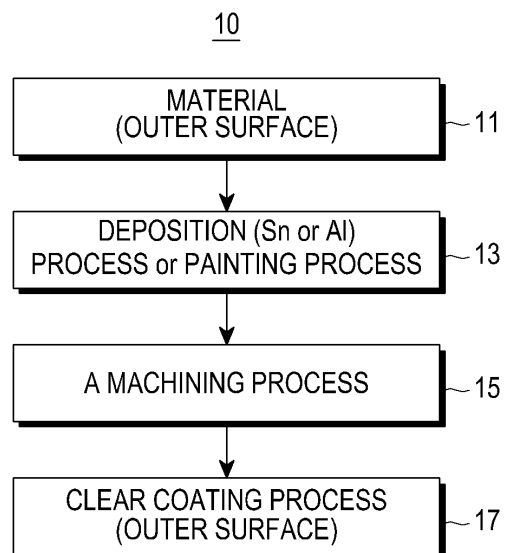 10
MATERIAL
(OUTER SURFACE)
11
DEPOSITION (Sn or Al)
PROCESS or PAINTING PROCESS
13
A MACHINING PROCESS
15
CLEAR COATING PROCESS
(OUTER SURFACE)
17